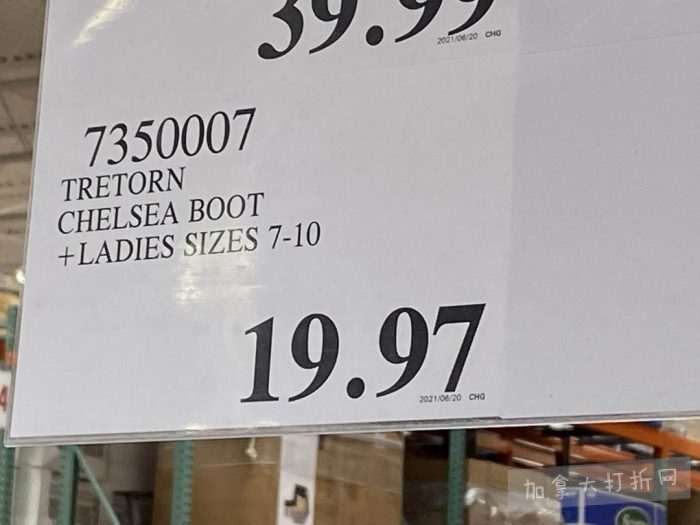 39.99
2021/06/20 CHG
7350007
TRETORN
CHELSEA BOOT
+LADIES SIZES 7-10
19.97
2021/06/20 CHG
加拿大打折网